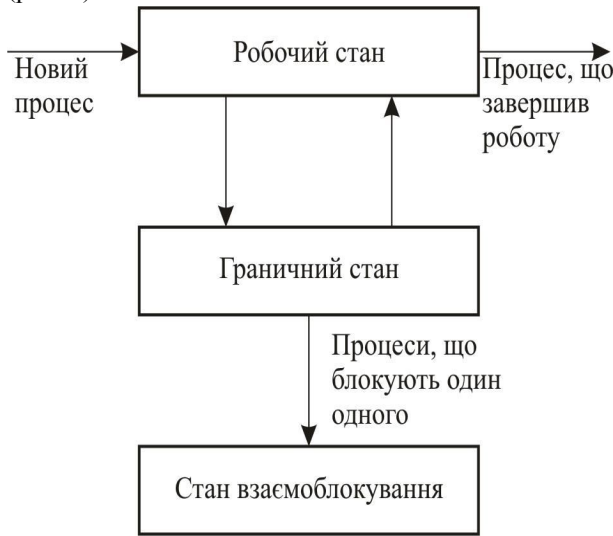 Робочий стан
Новий
процес
Процес, що
завершив
роботу
Граничний стан
Процеси, що
блокують один
одного
Стан взаємоблокування